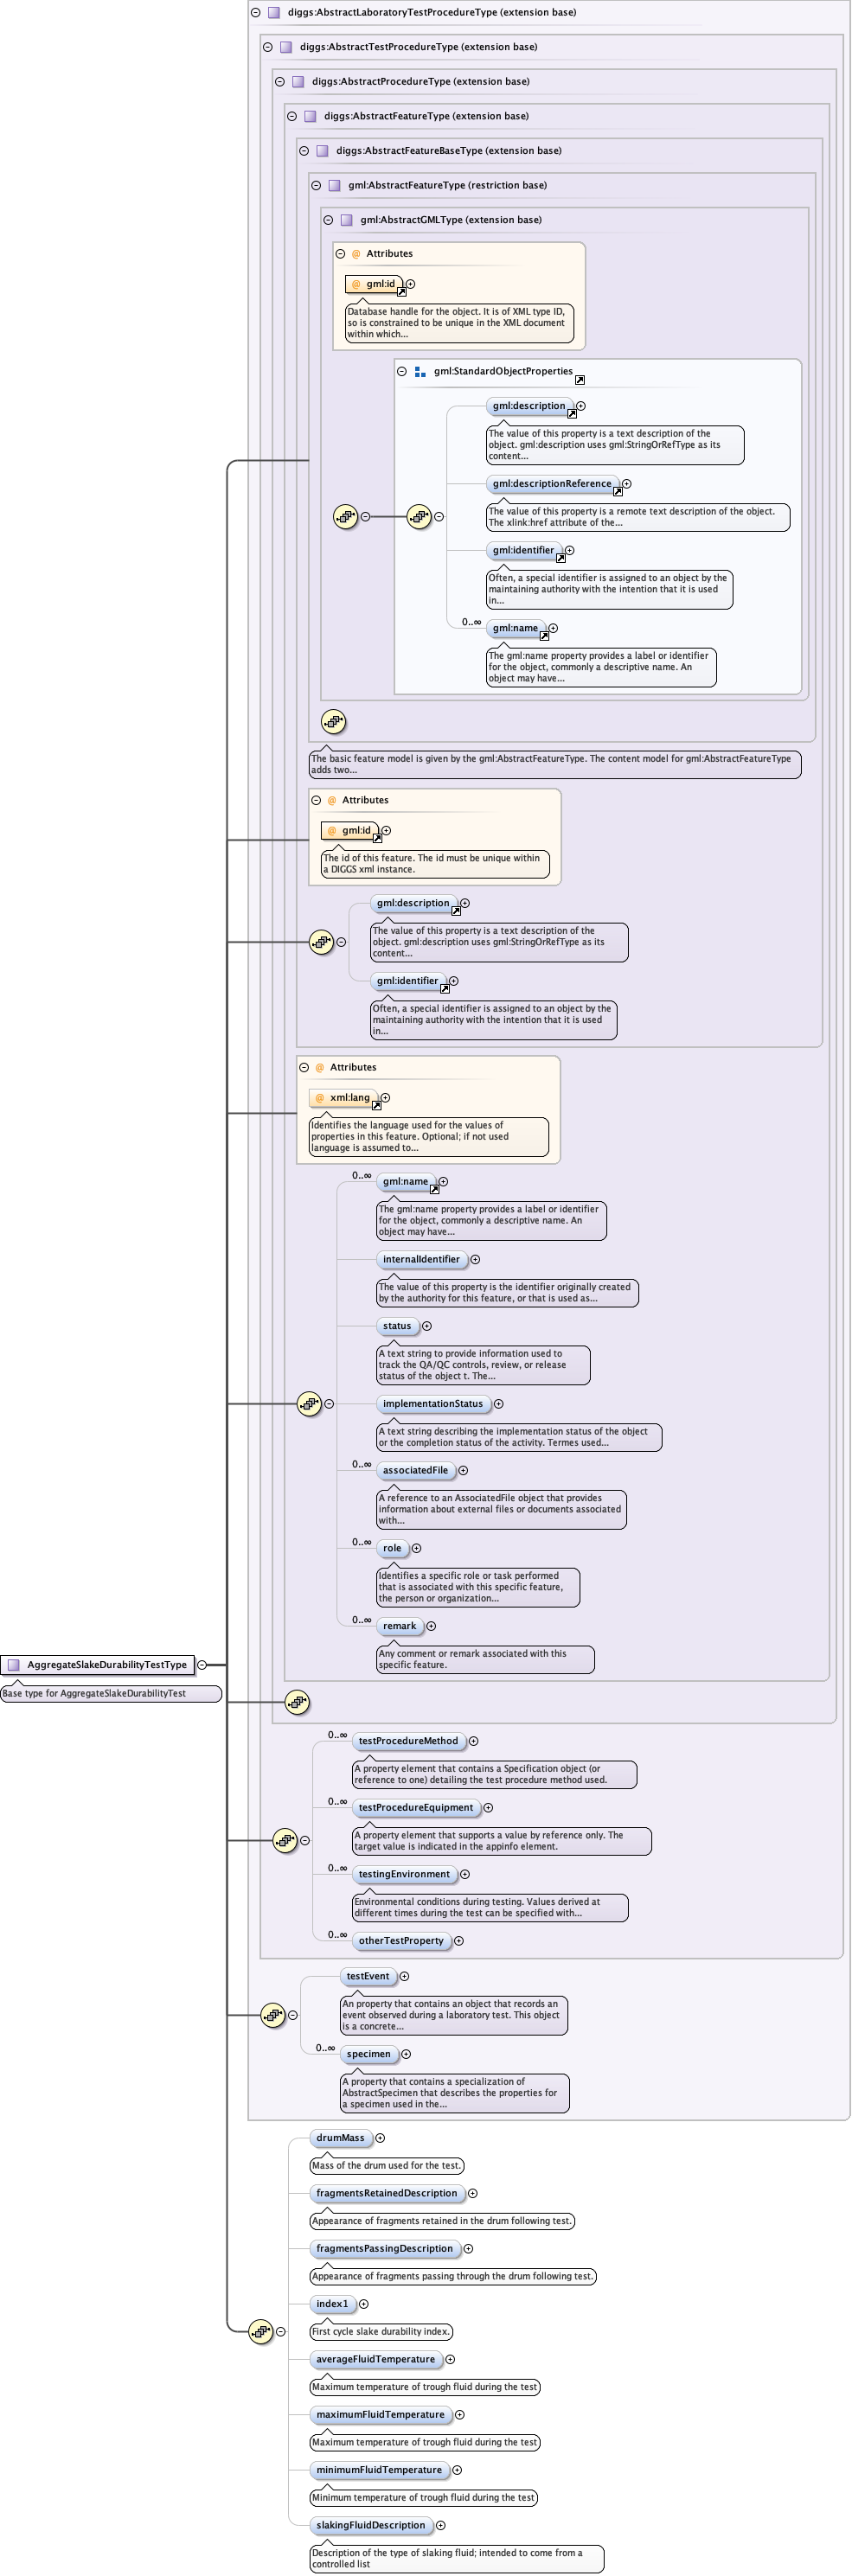 diggs:AbstractLaboratoryTestProcedureType (extension base)
diggs:AbstractTestProcedureType (extension base)
diggs:AbstractProcedureType (extension base)
diggs:AbstractFeatureType (extension base)
diggs:AbstractFeatureBaseType (extension base)
gml:AbstractFeatureType (restriction base)
gml:AbstractGMLType (extension base)
@ Attributes
@ gml:id
Database handle for the object. It is of XML type ID,
so is constrained to be unique in the XML document
within which...
gml:StandardObjectProperties
gml:description
The value of this property is a text description of the
object. gml:description uses gml:StringOrRefType as its
content...
gml:descriptionReference
The value of this property is a remote text description of the object.
The xlink:href attribute of the...
gml:identifier
Often, a special identifier is assigned to an object by the
maintaining authority with the intention that it is used
in...
0..∞
gml:name
The gml:name property provides a label or identifier
for the object, commonly a descriptive name. An
object may have...
The basic feature model is given by the gml:AbstractFeatureType. The content model for gml:AbstractFeatureType
adds two...
@ Attributes
@ gml:id
The id of this feature. The id must be unique within
a DIGGS xml instance.
gml:description
The value of this property is a text description of the
object. gml:description uses gml:StringOrRefType as its
content...
gml:identifier
Often, a special identifier is assigned to an object by the
maintaining authority with the intention that it is used
in...
@ Attributes
@ xml:lang
Identifies the language used for the values of
properties in this feature. Optional; if not used
language is assumed to...
0..∞
gml:name
The gml:name property provides a label or identifier
for the object, commonly a descriptive name. An
object may have...
internalIdentifier
The value of this property is the identifier originally created
by the authority for this feature, or that is used as...
status
A text string to provide information used to
track the QA/QC controls, review, or release
status of the object t. The...
implementationStatus
A text string describing the implementation status of the object
or the completion status of the activity. Termes used...
0..∞
associatedFile
A reference to an AssociatedFile object that provides
information about external files or documents associated
with...
0..∞
role
Identifies a specific role or task performed
that is associated with this specific feature,
the person or organization...
0..∞
remark
Any comment or remark associated with this
specific feature.
AggregateSlakeDurabilityTestType
Base type for AggregateSlakeDurabilityTest
0..∞
testProcedureMethod
A property element that contains a Specification object (or
reference to one) detailing the test procedure method used.
0..∞
testProcedureEquipment
A property element that supports a value by reference only. The
target value is indicated in the appinfo element.
0..∞
testingEnvironment
Environmental conditions during testing. Values derived at
different times during the test can be specified with...
0..∞
otherTestProperty
testEvent
An property that contains an object that records an
event observed during a laboratory test. This object
is a concrete...
0..∞
specimen
A property that contains a specialization of
AbstractSpecimen that describes the properties for
a specimen used in the...
drumMass
Mass of the drum used for the test.
fragmentsRetainedDescription
Appearance of fragments retained in the drum following test.
fragmentsPassingDescription
Appearance of fragments passing through the drum following test.
index1
First cycle slake durability index.
averageFluidTemperature
Maximum temperature of trough fluid during the test
maximumFluidTemperature
Maximum temperature of trough fluid during the test
minimumFluidTemperature
Minimum temperature of trough fluid during the test
slakingFluidDescription
Description of the type of slaking fluid; intended to come from a
controlled list